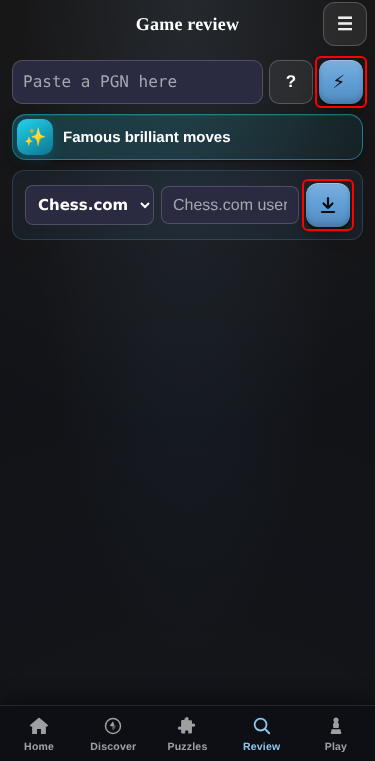 Game review
Paste a PGN here
?
Famous brilliant moves
Chess.com
Chess.com user
Home
Discover
Puzzles
Review
Play